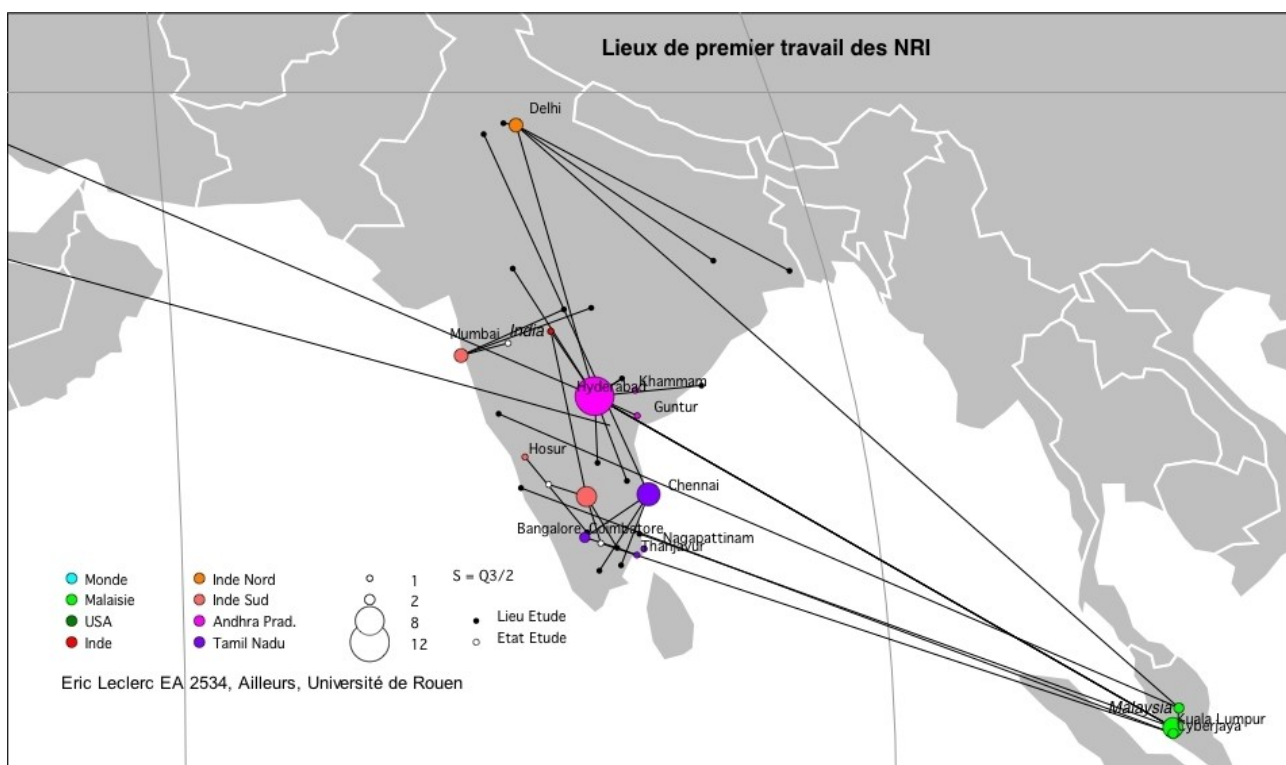 Lieux de premier travail des NRI
Delhi
Mumbai
India
Hyderabad
Khammam
Guntur
Hosur
Chennai
Bangalore
Coimbatore
Nagapattinam
Thanjavur
Malaysia
Kuala Lumpur
Cyberjaya
Monde
Malaisie
USA
Inde
Inde Nord
Inde Sud
Andhra Prad.
Tamil Nadu
1
2
8
12
S = Q3/2
Lieu Etude
Etat Etude
Eric Leclerc EA 2534, Ailleurs, Université de Rouen